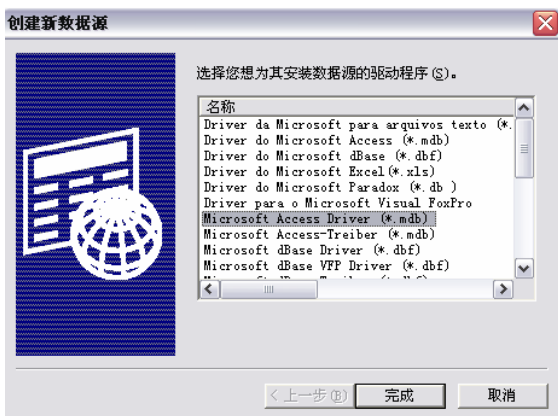 创建新数据源
选择您想为其安装数据源的驱动程序(S)。
名称
Driver da Microsoft para arquivos texto (*.
Driver do Microsoft Access (*.mdb)
Driver do Microsoft dBase (*.dbf)
Driver do Microsoft Excel(*.xls)
Driver do Microsoft Paradox (*.db )
Driver para o Microsoft Visual FoxPro
Microsoft Access Driver (*.mdb)
Microsoft Access-Treiber (*.mdb)
Microsoft dBase Driver (*.dbf)
Microsoft dBase VFP Driver (*.dbf)
< 上一步(B)
完成
取消